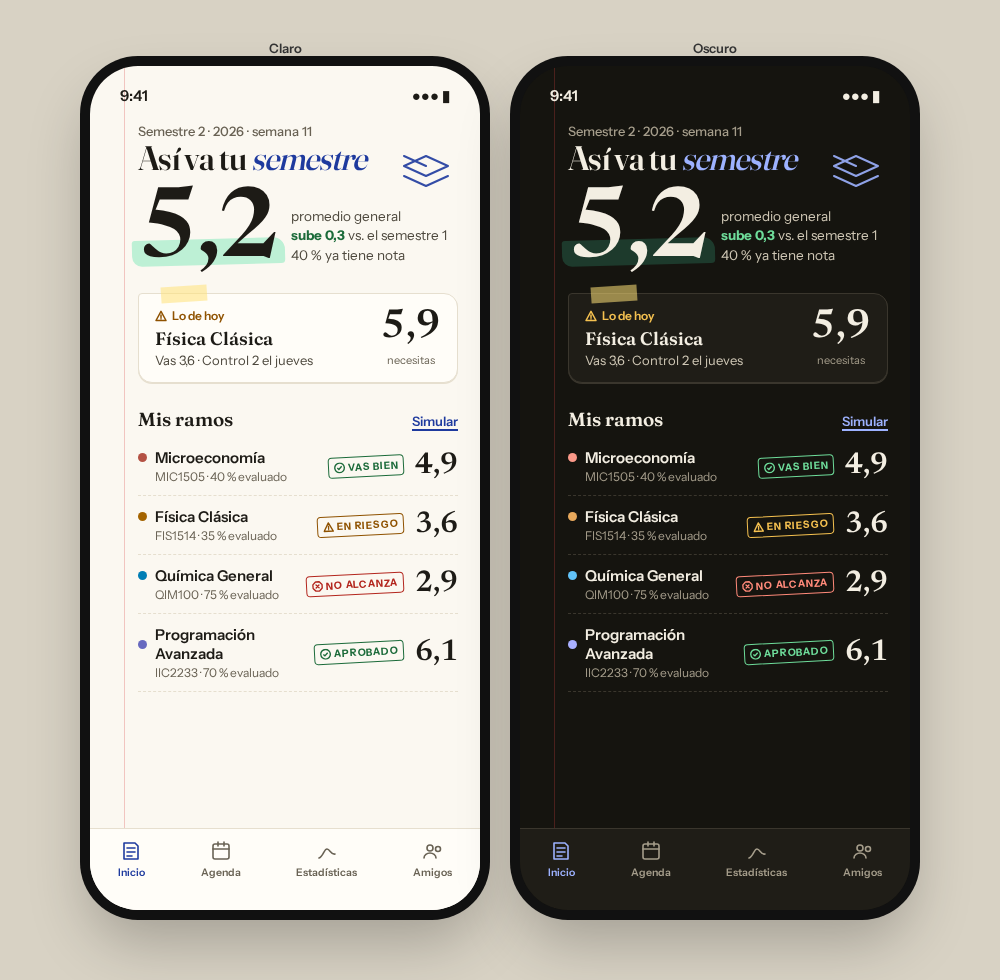 Claro
9:41
Semestre 2 · 2026 · semana 11
Así va tu semestre
5,2
promedio general
sube 0,3 vs. el semestre 1
40 % ya tiene nota
Lo de hoy
Física Clásica
Vas 3,6 · Control 2 el jueves
5,9
necesitas
Mis ramos
Simular
Microeconomía
MIC1505 · 40 % evaluado
VAS BIEN
4,9
Física Clásica
FIS1514 · 35 % evaluado
EN RIESGO
3,6
Química General
QIM100 · 75 % evaluado
NO ALCANZA
2,9
Programación
Avanzada
IIC2233 · 70 % evaluado
APROBADO
6,1
Inicio
Agenda
Estadísticas
Amigos
Oscuro
9:41
Semestre 2 · 2026 · semana 11
Así va tu semestre
5,2
promedio general
sube 0,3 vs. el semestre 1
40 % ya tiene nota
Lo de hoy
Física Clásica
Vas 3,6 · Control 2 el jueves
5,9
necesitas
Mis ramos
Simular
Microeconomía
MIC1505 · 40 % evaluado
VAS BIEN
4,9
Física Clásica
FIS1514 · 35 % evaluado
EN RIESGO
3,6
Química General
QIM100 · 75 % evaluado
NO ALCANZA
2,9
Programación
Avanzada
IIC2233 · 70 % evaluado
APROBADO
6,1
Inicio
Agenda
Estadísticas
Amigos